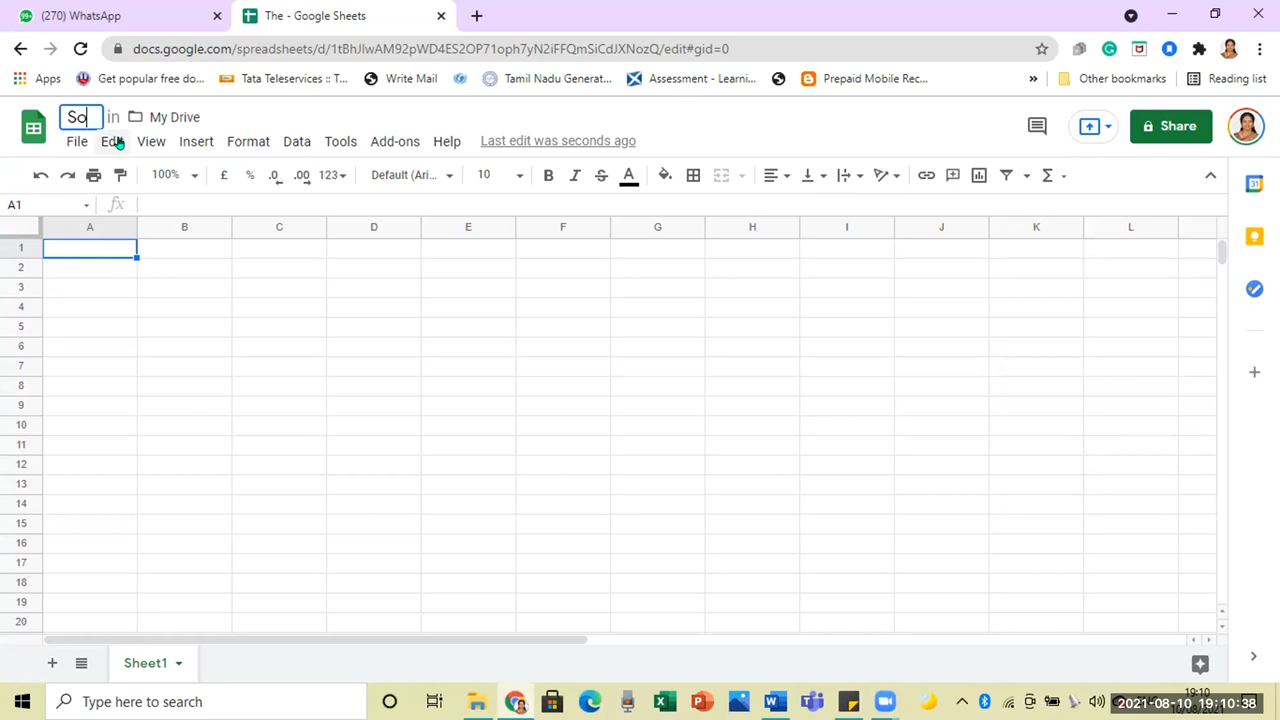 (270) WhatsApp The - Google Sheets
docs.google.com/spreadsheets/d/1tBhJlwAM92pWD4ES2OP71oph7yN2iFFQmSiCdJXNozQ/edit#gid=0
Apps Get popular free do... Tata Teleservices :: T... Write Mail Tamil Nadu Generat... Assessment - Learni... Prepaid Mobile Rec... » Other bookmarks Reading list
So in My Drive
File Edit View Insert Format Data Tools Add-ons Help Last edit was seconds ago
Share
100% £ % .0 .00 123 Default (Ari... 10 B I S A Σ
A1 fx
A B C D E F G H I J K L
1
2
3
4
5
6
7
8
9
10
11
12
13
14
15
16
17
18
19
20
+ Sheet1
Type here to search
19:10
2021-08-10, 19:10:38